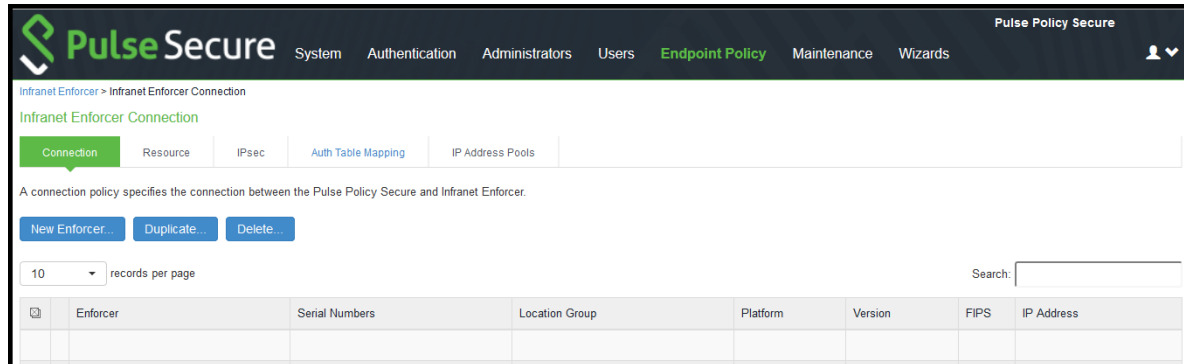 Pulse Policy Secure
Pulse Secure System Authentication Administrators Users Endpoint Policy Maintenance Wizards
Infranet Enforcer > Infranet Enforcer Connection
Infranet Enforcer Connection
Connection Resource IPsec Auth Table Mapping IP Address Pools
A connection policy specifies the connection between the Pulse Policy Secure and Infranet Enforcer.
New Enforcer... Duplicate... Delete...
10 records per page Search:
Enforcer Serial Numbers Location Group Platform Version FIPS IP Address